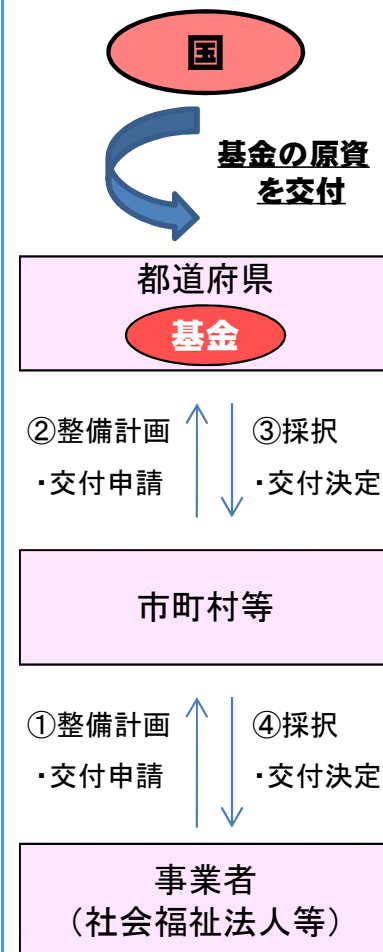 国
基金の原資
を交付
都道府県
基金
②整備計画
・交付申請
③採択
・交付決定
市町村等
①整備計画
・交付申請
④採択
・交付決定
事業者
（社会福祉法人等）